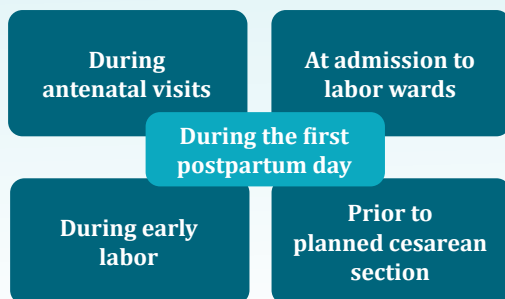 During
antenatal visits
At admission to
labor wards
During the first
postpartum day
During early
labor
Prior to
planned cesarean
section